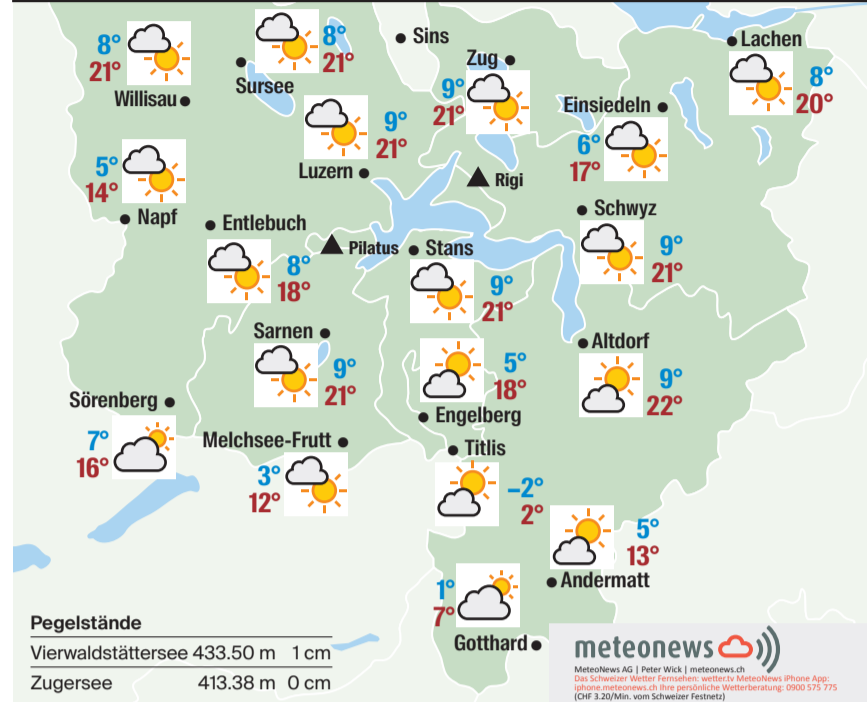 8°
21°
Willisau
Sursee
8°
21°
Sins
Zug
9°
21°
Lachen
8°
20°
9°
21°
Luzern
Einsiedeln
6°
17°
5°
14°
Napf
Rigi
Entlebuch
8°
18°
Pilatus
Stans
9°
21°
Schwyz
9°
21°
Sarnen
9°
21°
5°
18°
Engelberg
Altdorf
9°
22°
Sörenberg
7°
16°
Melchsee-Frutt
3°
12°
Titlis
–2°
2°
5°
13°
Andermatt
1°
7°
Gotthard
Pegelstände
Vierwaldstättersee 433.50 m 1 cm
Zugersee 413.38 m 0 cm
meteonews
MeteoNews AG | Peter Wick | meteonews.ch
Das Schweizer Wetter Fernsehen: wetter.tv MeteoNews iPhone App:
iphone.meteonews.ch Ihre persönliche Wetterberatung: 0900 575 775
(CHF 3.20/Min. vom Schweizer Festnetz)